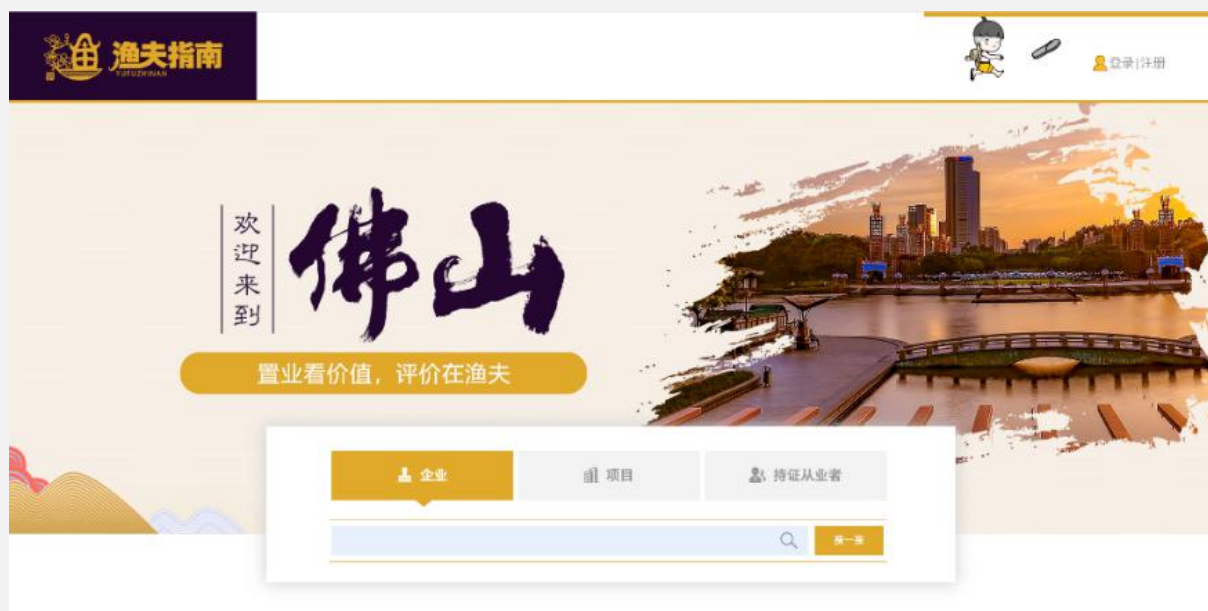 渔夫指南
YUFUZHINAN
登录|注册
欢迎来到
佛山
置业看价值，评价在渔夫
企业
项目
持证从业者
搜一搜